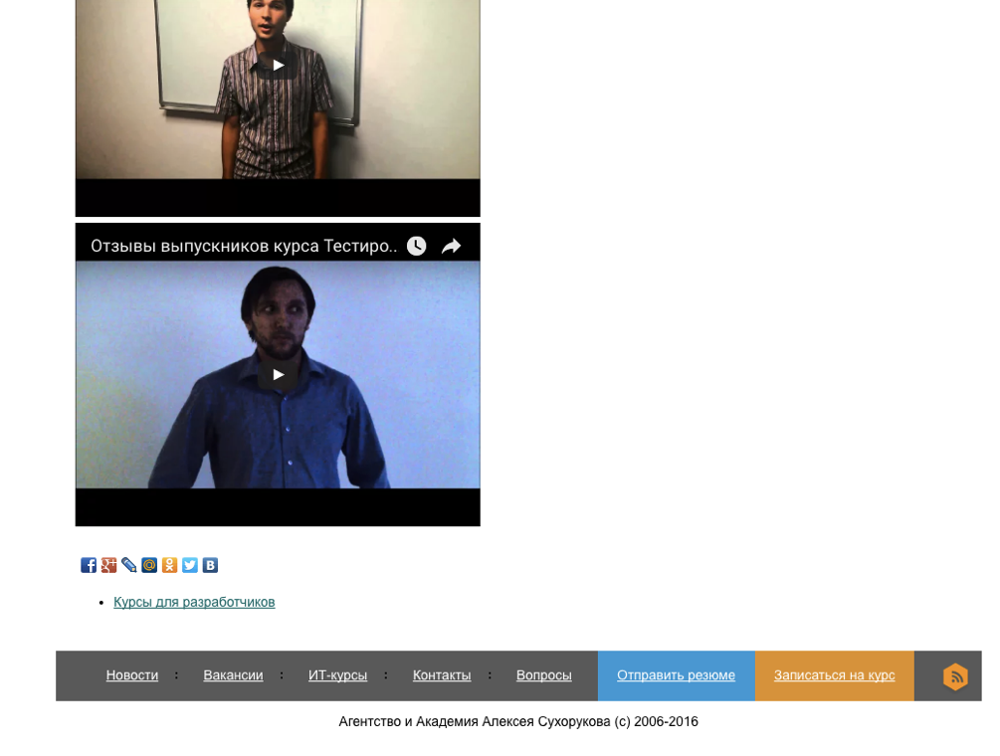 Отзывы выпускников курса Тестиро..
Курсы для разработчиков
Новости : Вакансии : ИТ-курсы : Контакты : Вопросы Отправить резюме Записаться на курс
Агентство и Академия Алексея Сухорукова (с) 2006-2016